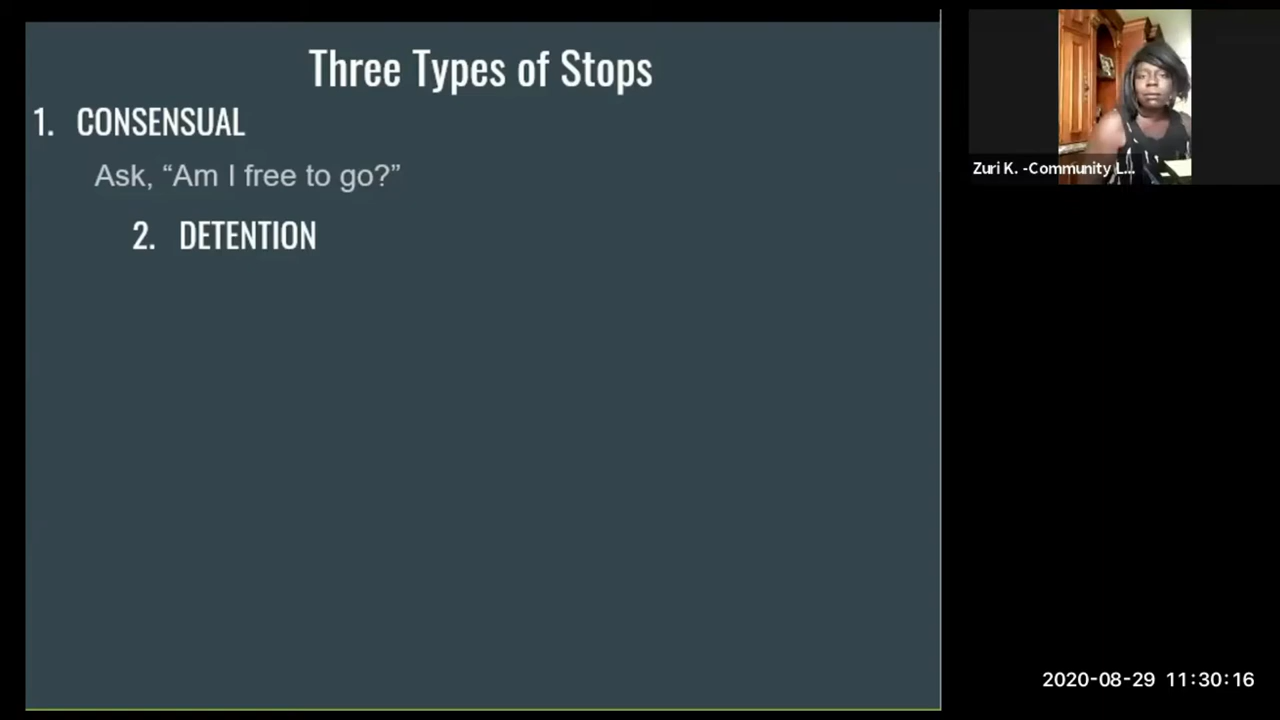 Three Types of Stops
1. CONSENSUAL
Ask, “Am I free to go?”
2. DETENTION
Zuri K. -Community L...
2020-08-29 11:30:16